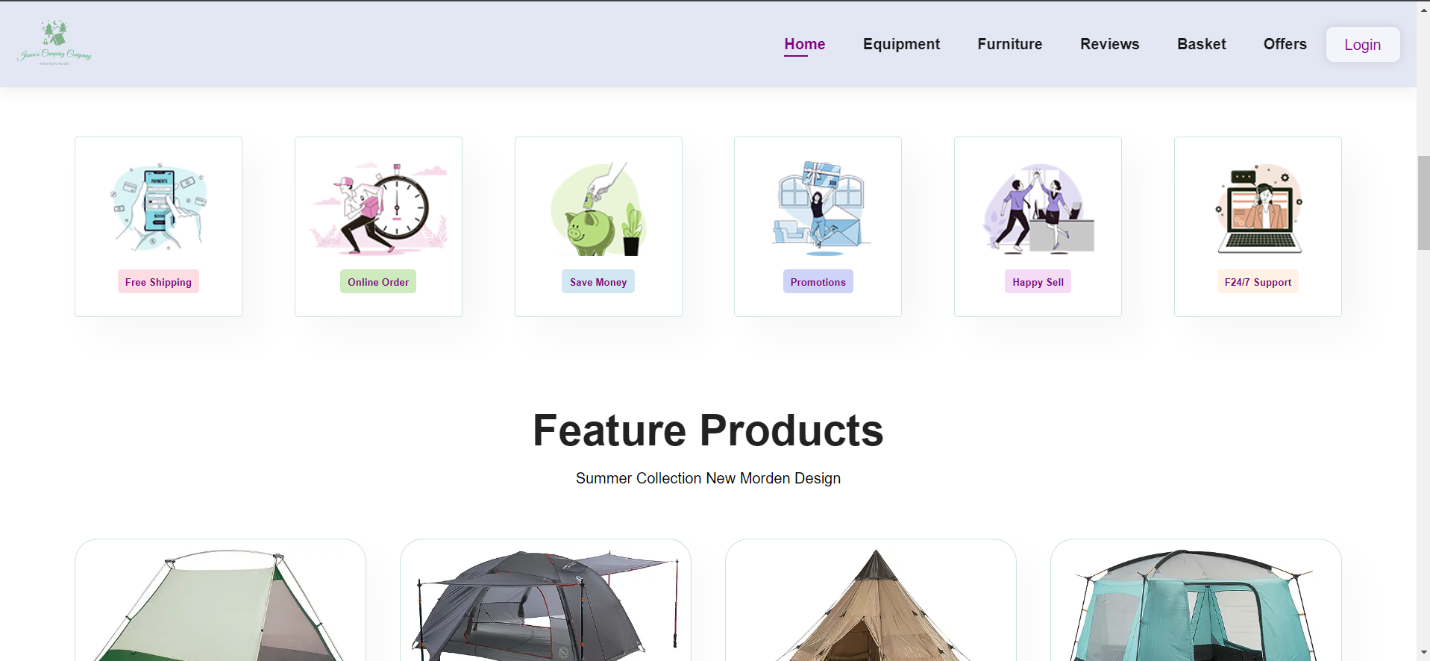 Home Equipment Furniture Reviews Basket Offers Login
PAYMENTS
Free Shipping Online Order Save Money Promotions Happy Sell F24/7 Support
Feature Products
Summer Collection New Morden Design